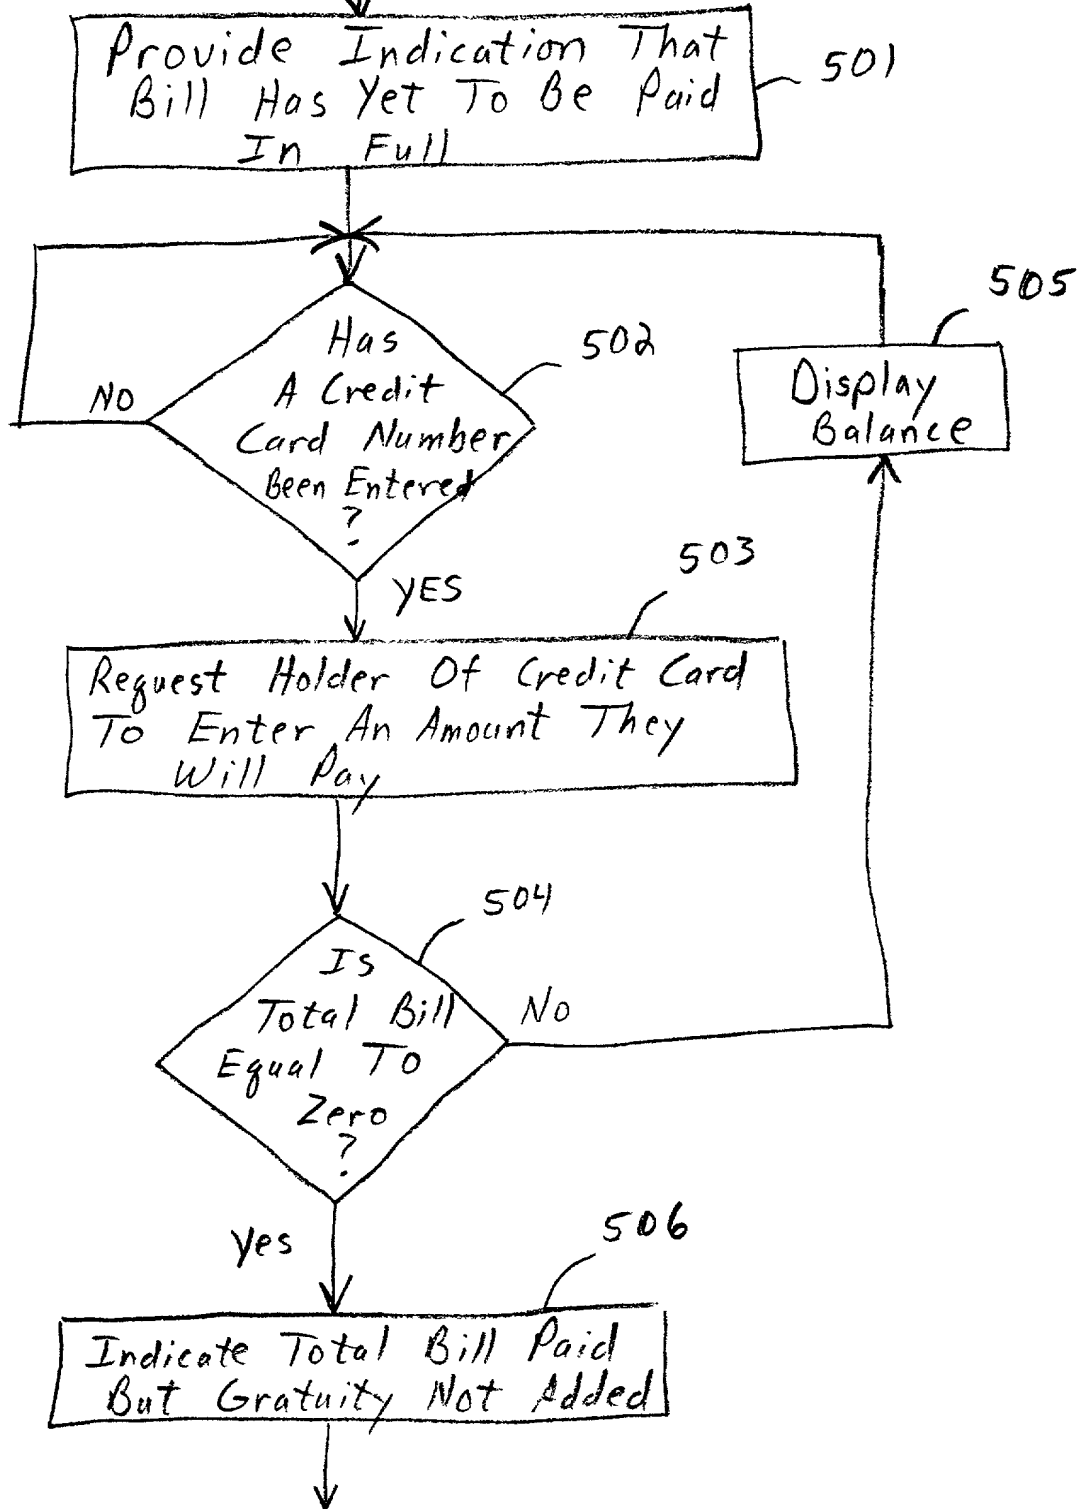 Provide Indication That
Bill Has Yet To Be Paid
In Full
501
505
Has
A Credit
Card Number
Been Entered
?
502
NO
Display
Balance
YES
503
Request Holder Of Credit Card
To Enter An Amount They
Will Pay
504
Is
Total Bill
Equal To
Zero
?
No
Yes
506
Indicate Total Bill Paid
But Gratuity Not Added